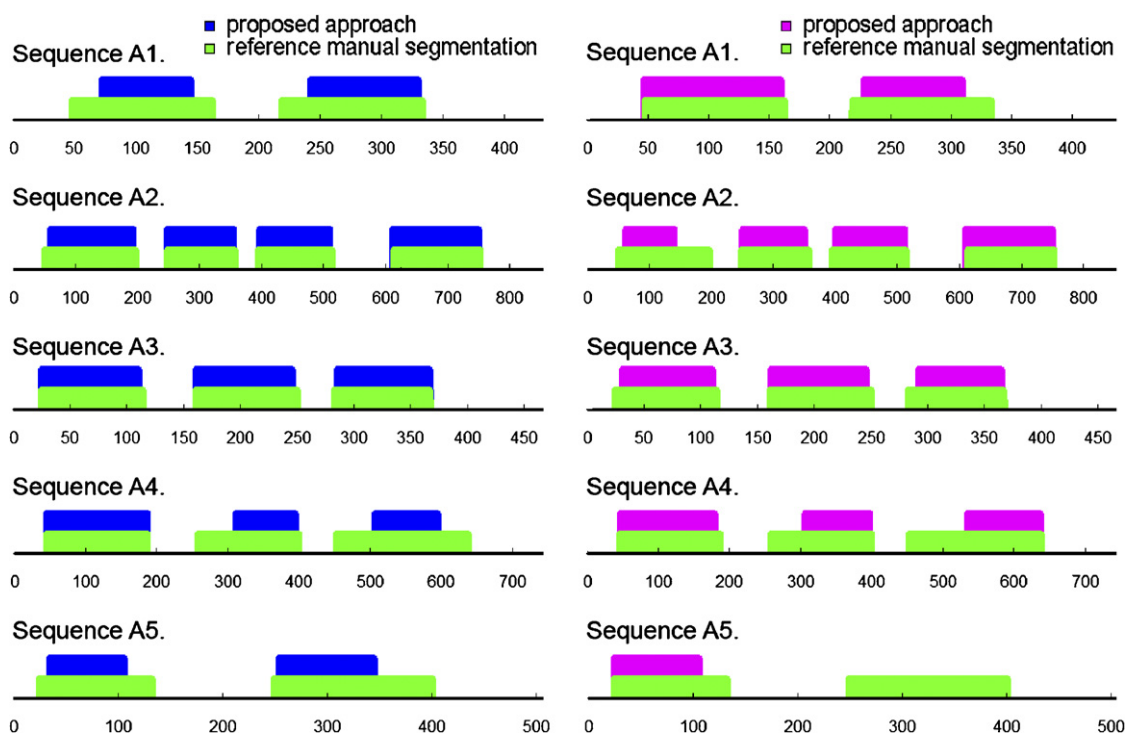 proposed approach
reference manual segmentation
Sequence A1.
0 50 100 150 200 250 300 350 400
Sequence A2.
0 100 200 300 400 500 600 700 800
Sequence A3.
0 50 100 150 200 250 300 350 400 450
Sequence A4.
0 100 200 300 400 500 600 700
Sequence A5.
0 100 200 300 400 500
proposed approach
reference manual segmentation
Sequence A1.
0 50 100 150 200 250 300 350 400
Sequence A2.
0 100 200 300 400 500 600 700 800
Sequence A3.
0 50 100 150 200 250 300 350 400 450
Sequence A4.
0 100 200 300 400 500 600 700
Sequence A5.
0 100 200 300 400 500